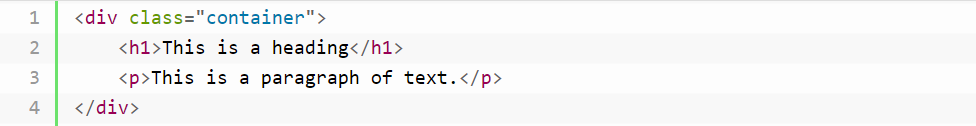 1 <div class="container">
2     <h1>This is a heading</h1>
3     <p>This is a paragraph of text.</p>
4 </div>